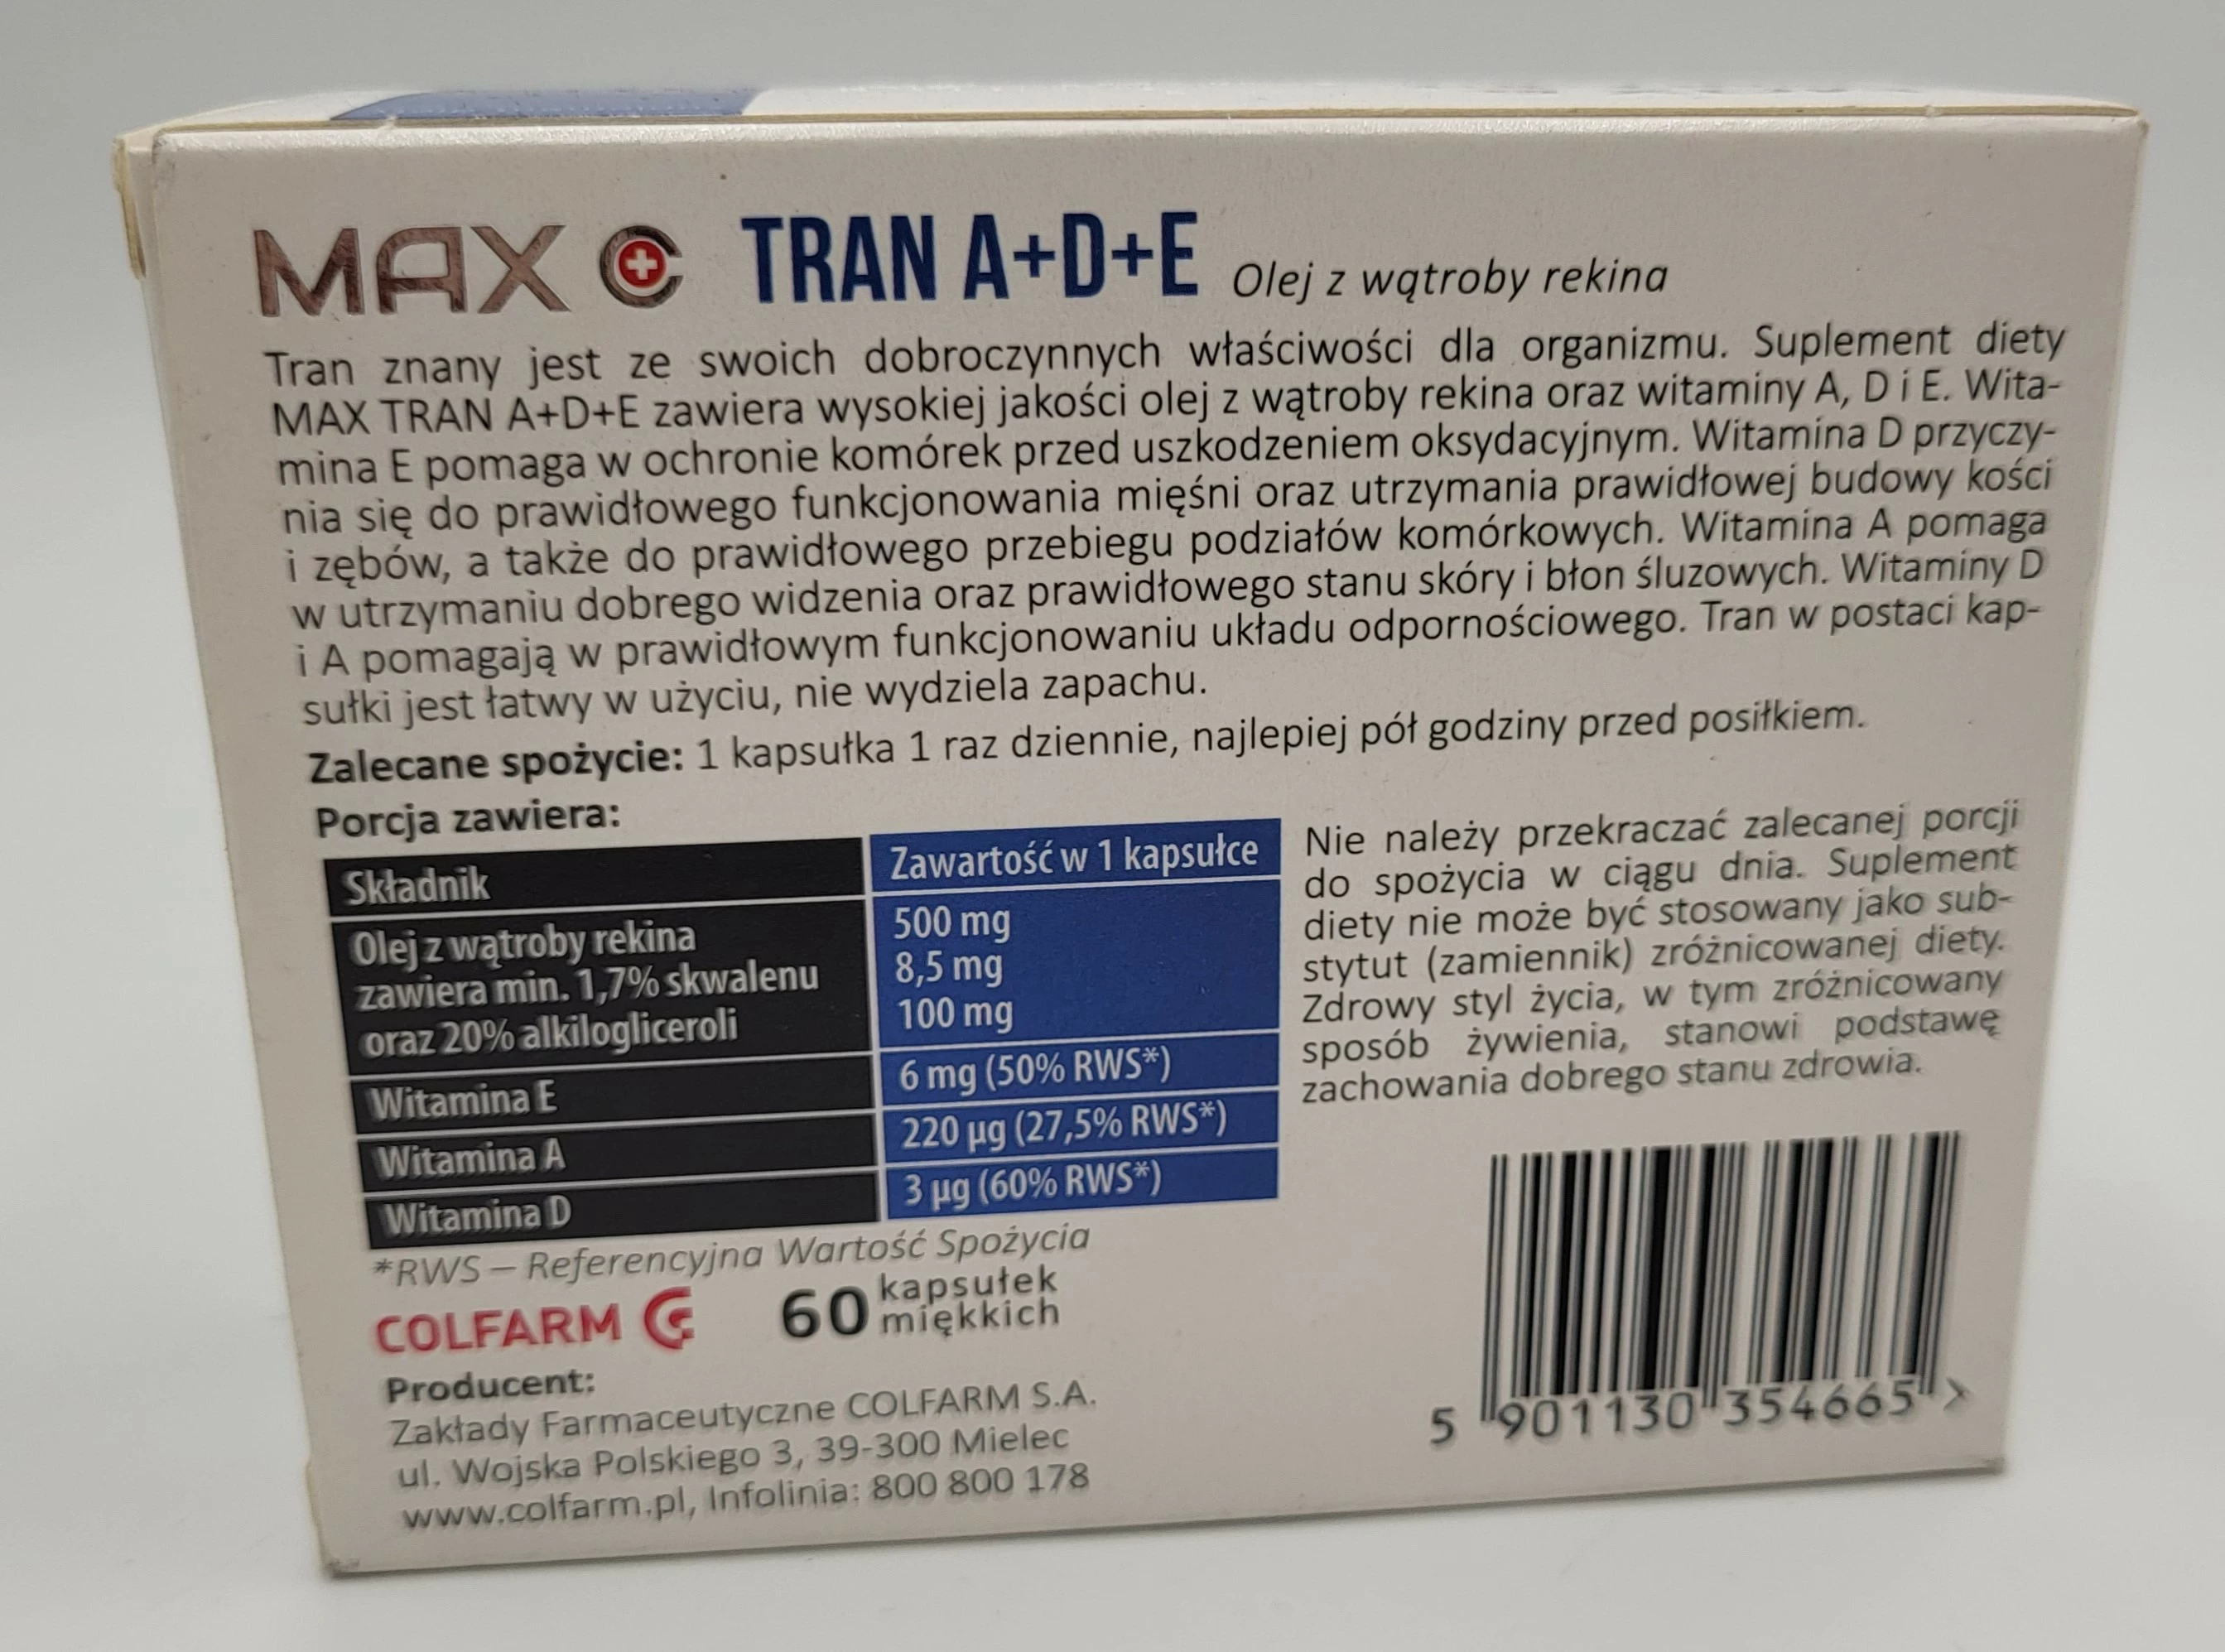 MAX C TRAN A+D+E Olej z wątroby rekina
Tran znany jest ze swoich dobroczynnych właściwości dla organizmu. Suplement diety
MAX TRAN A+D+E zawiera wysokiej jakości olej z wątroby rekina oraz witaminy A, D i E. Wita-
mina E pomaga w ochronie komórek przed uszkodzeniem oksydacyjnym. Witamina D przyczy-
nia się do prawidłowego funkcjonowania mięśni oraz utrzymania prawidłowej budowy kości
i zębów, a także do prawidłowego przebiegu podziałów komórkowych. Witamina A pomaga
w utrzymaniu dobrego widzenia oraz prawidłowego stanu skóry i błon śluzowych. Witaminy D
i A pomagają w prawidłowym funkcjonowaniu układu odpornościowego. Tran w postaci kap-
sułki jest łatwy w użyciu, nie wydziela zapachu.
Zalecane spożycie: 1 kapsułka 1 raz dziennie, najlepiej pół godziny przed posiłkiem.
Porcja zawiera:
Składnik Zawartość w 1 kapsułce
Olej z wątroby rekina 500 mg
zawiera min. 1,7% skwalenu 8,5 mg
oraz 20% alkilogliceroli 100 mg
Witamina E 6 mg (50% RWS*)
Witamina A 220 µg (27,5% RWS*)
Witamina D 3 µg (60% RWS*)
*RWS – Referencyjna Wartość Spożycia
Nie należy przekraczać zalecanej porcji
do spożycia w ciągu dnia. Suplement
diety nie może być stosowany jako sub-
stytut (zamiennik) zróżnicowanej diety.
Zdrowy styl życia, w tym zróżnicowany
sposób żywienia, stanowi podstawę
zachowania dobrego stanu zdrowia.
COLFARM
60 kapsułek
miękkich
Producent:
Zakłady Farmaceutyczne COLFARM S.A.
ul. Wojska Polskiego 3, 39-300 Mielec
www.colfarm.pl, Infolinia: 800 800 178
5 901130 354665 >